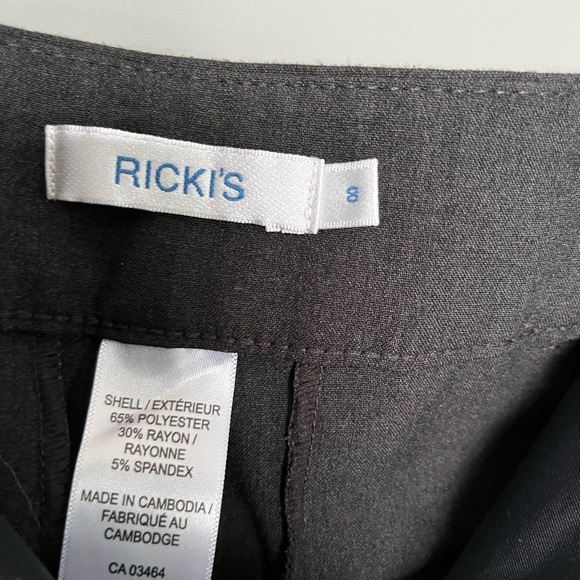 RICKI'S
8
SHELL / EXTÉRIEUR
65% POLYESTER
30% RAYON /
RAYONNE
5% SPANDEX
MADE IN CAMBODIA /
FABRIQUÉ AU
CAMBODGE
CA 03464